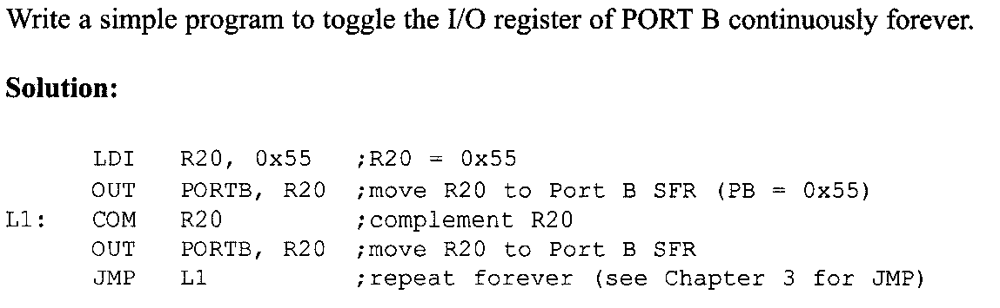 Write a simple program to toggle the I/O register of PORT B continuously forever.
Solution:
LDI R20, 0x55 ;R20 = 0x55
OUT PORTB, R20 ;move R20 to Port B SFR (PB = 0x55)
L1: COM R20 ;complement R20
OUT PORTB, R20 ;move R20 to Port B SFR
JMP L1 ;repeat forever (see Chapter 3 for JMP)